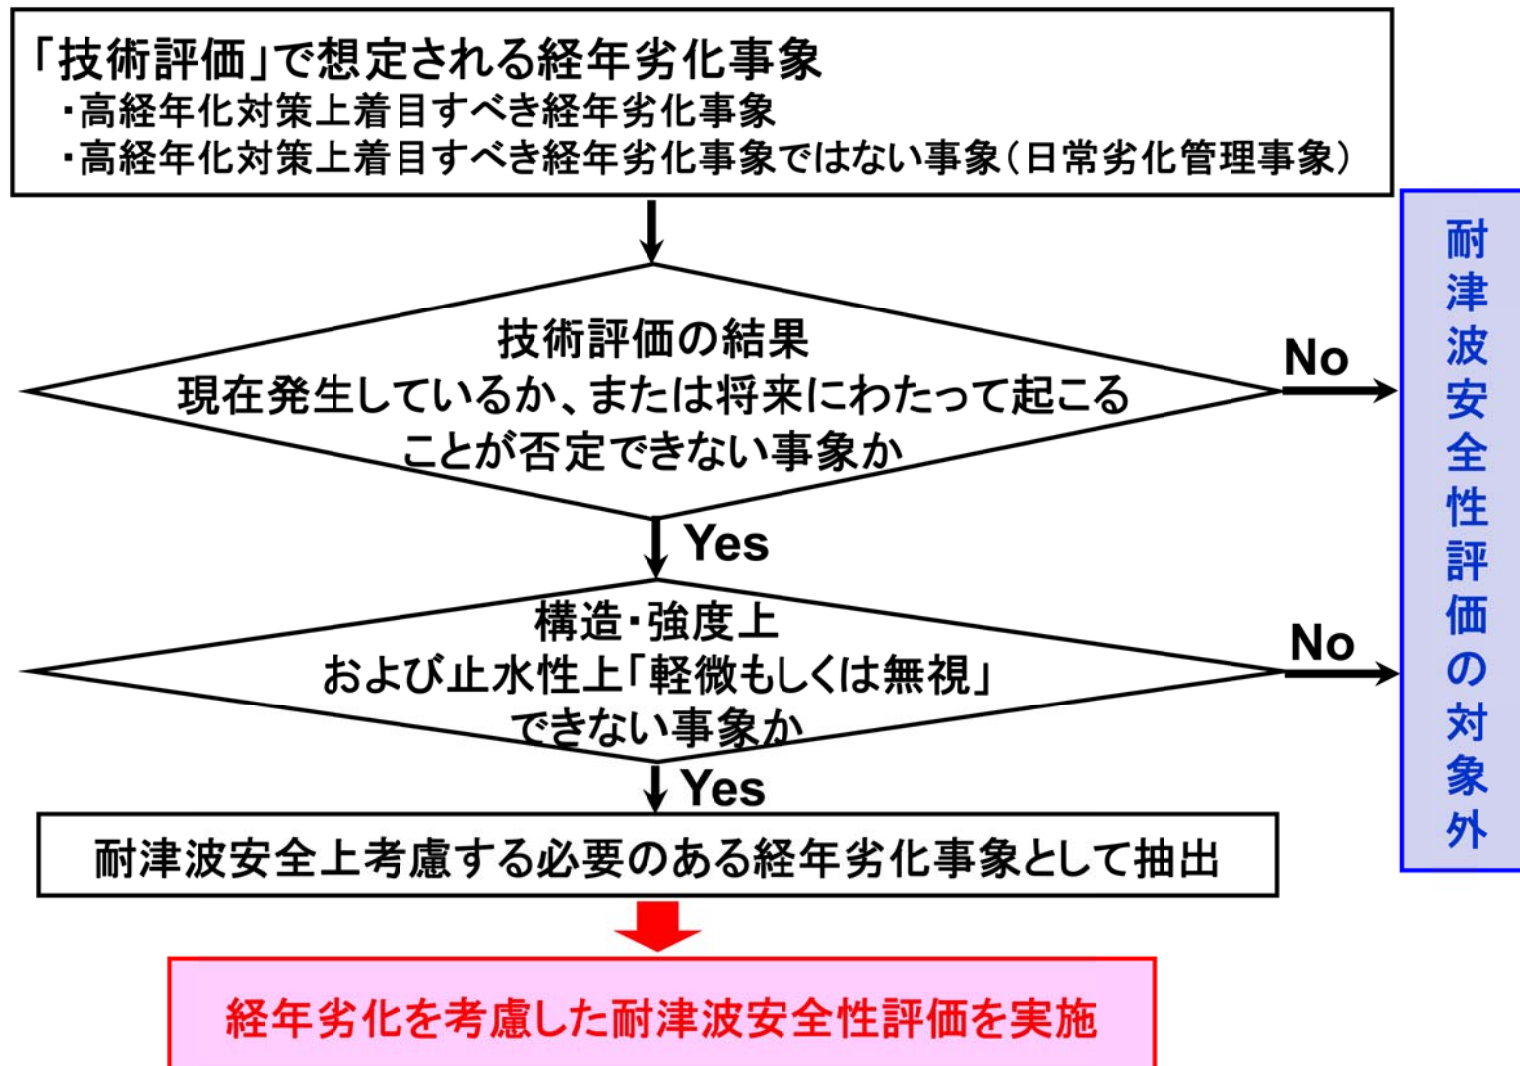 「技術評価」で想定される経年劣化事象
・高経年化対策上着目すべき経年劣化事象
・高経年化対策上着目すべき経年劣化事象ではない事象（日常劣化管理事象）
技術評価の結果
現在発生しているか、または将来にわたって起こる
ことが否定できない事象か
No
Yes
構造・強度上
および止水性上「軽微もしくは無視」
できない事象か
No
Yes
耐津波安全上考慮する必要のある経年劣化事象として抽出
経年劣化を考慮した耐津波安全性評価を実施
耐津波安全性評価の対象外